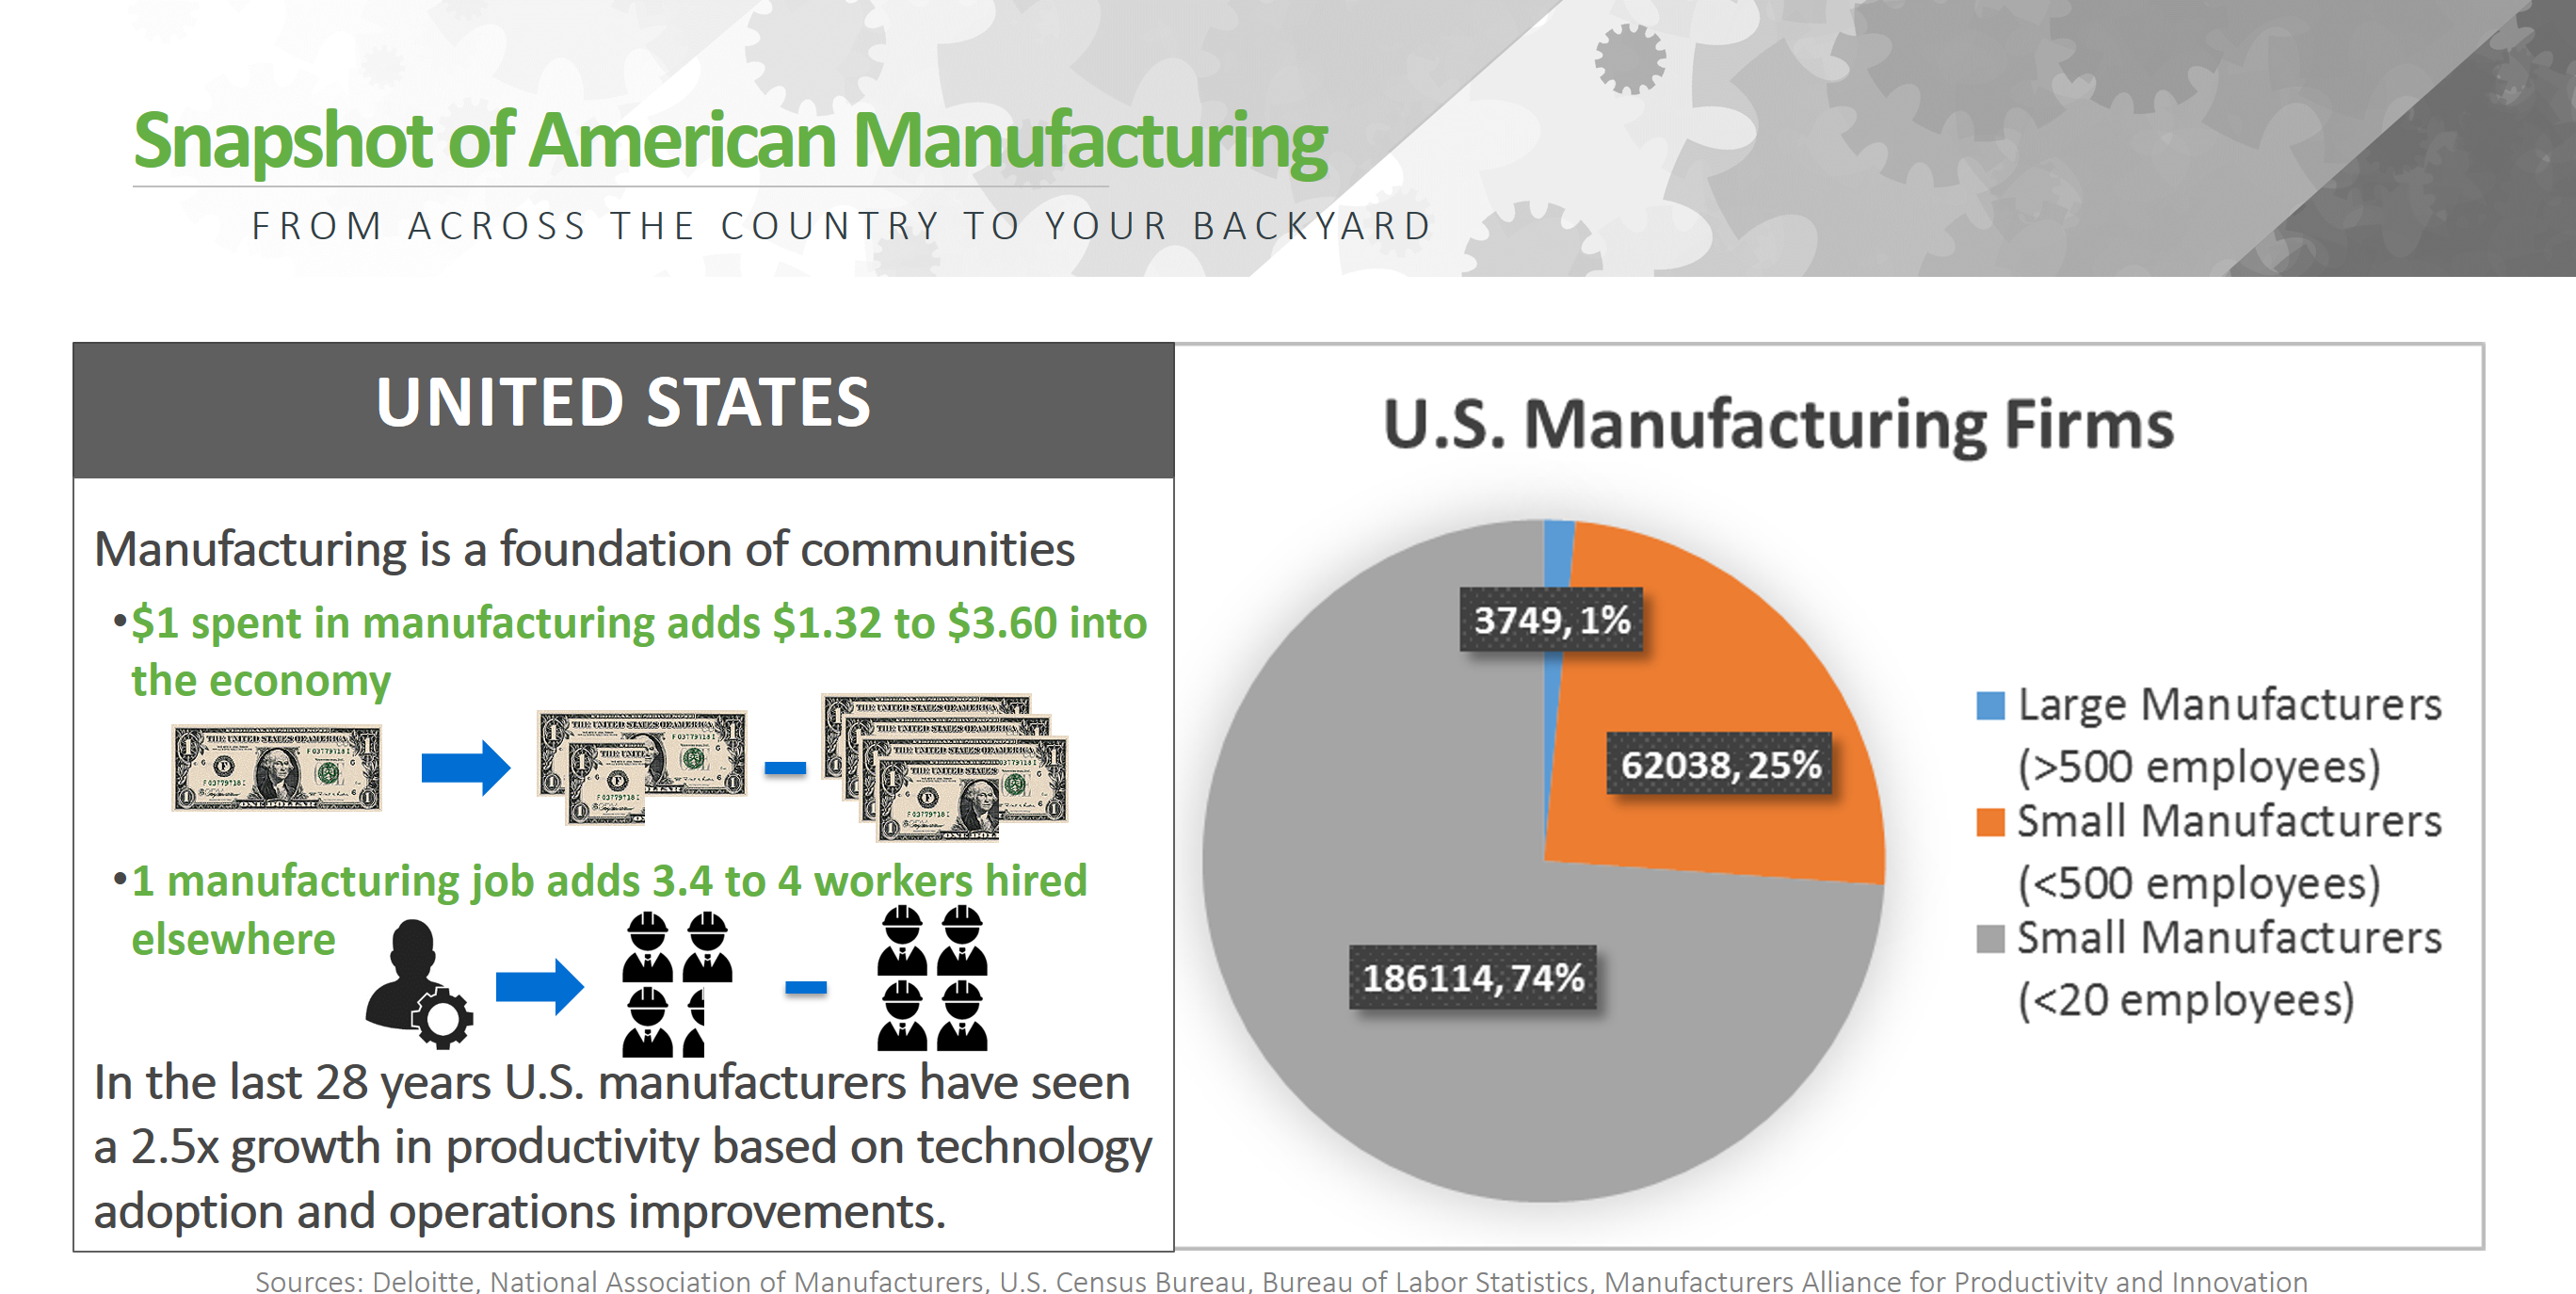 Snapshot of American Manufacturing
FROM ACROSS THE COUNTRY TO YOUR BACKYARD
UNITED STATES
Manufacturing is a foundation of communities
•$1 spent in manufacturing adds $1.32 to $3.60 into
the economy
•1 manufacturing job adds 3.4 to 4 workers hired
elsewhere
In the last 28 years U.S. manufacturers have seen
a 2.5x growth in productivity based on technology
adoption and operations improvements.
U.S. Manufacturing Firms
3749, 1%
62038, 25%
186114, 74%
Large Manufacturers
(>500 employees)
Small Manufacturers
(<500 employees)
Small Manufacturers
(<20 employees)
Sources: Deloitte, National Association of Manufacturers, U.S. Census Bureau, Bureau of Labor Statistics, Manufacturers Alliance for Productivity and Innovation